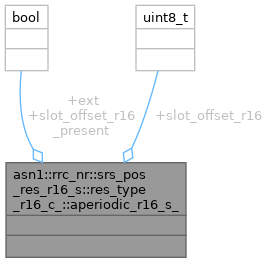 bool
uint8_t
+ext
+slot_offset_r16
_present
+slot_offset_r16
asn1::rrc_nr::srs_pos
_res_r16_s::res_type
_r16_c_::aperiodic_r16_s_